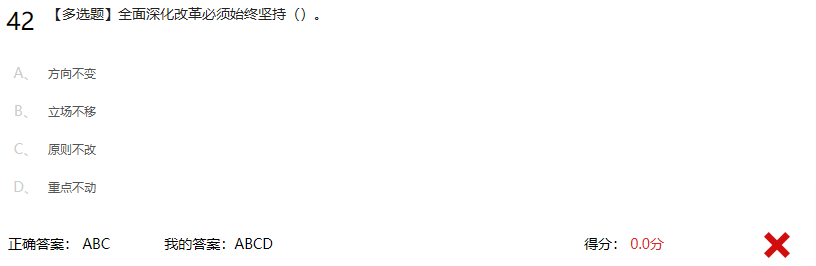 42 【多选题】全面深化改革必须始终坚持（）。
A、 方向不变
B、 立场不移
C、 原则不改
D、 重点不动
正确答案： ABC 我的答案：ABCD 得分： 0.0分